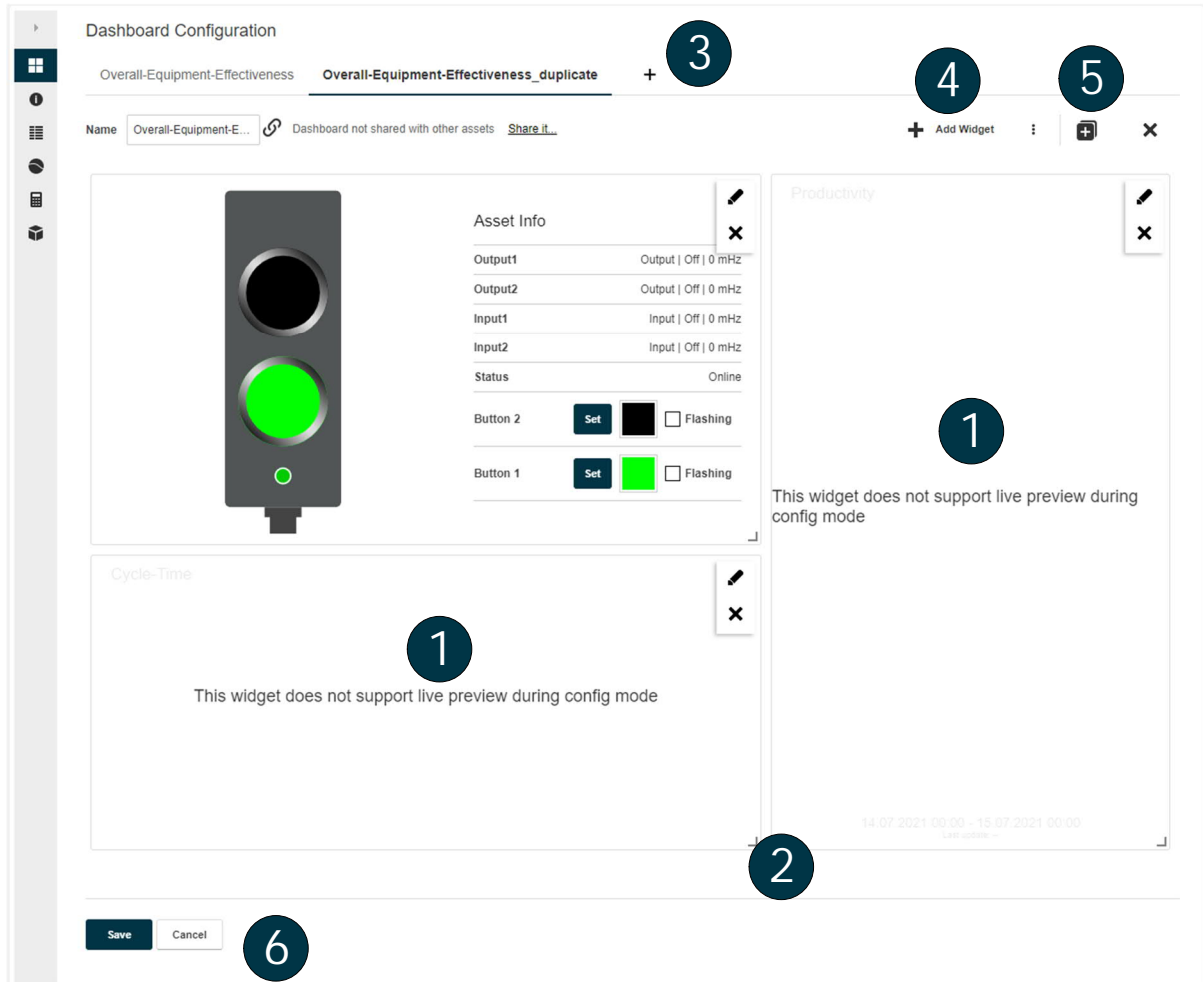 Dashboard Configuration
3
Overall-Equipment-Effectiveness Overall-Equipment-Effectiveness_duplicate +
4
5
Name Overall-Equipment-E... Dashboard not shared with other assets Share it...
Add Widget
Asset Info
Output1 Output | Off | 0 mHz
Output2 Output | Off | 0 mHz
Input1 Input | Off | 0 mHz
Input2 Input | Off | 0 mHz
Status Online
Button 2 Set Flashing
Button 1 Set Flashing
Productivity
1
This widget does not support live preview during
config mode
14.07.2021 00:00 - 15.07.2021 00:00
Last update: --
Cycle-Time
1
This widget does not support live preview during config mode
2
Save Cancel
6